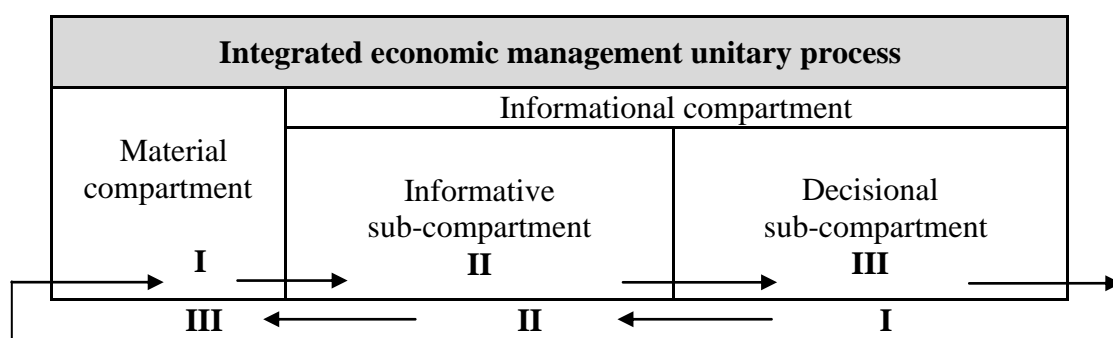 Integrated economic management unitary process
Informational compartment
Material
compartment
Informative
sub-compartment
Decisional
sub-compartment
I
II
III
III
II
I